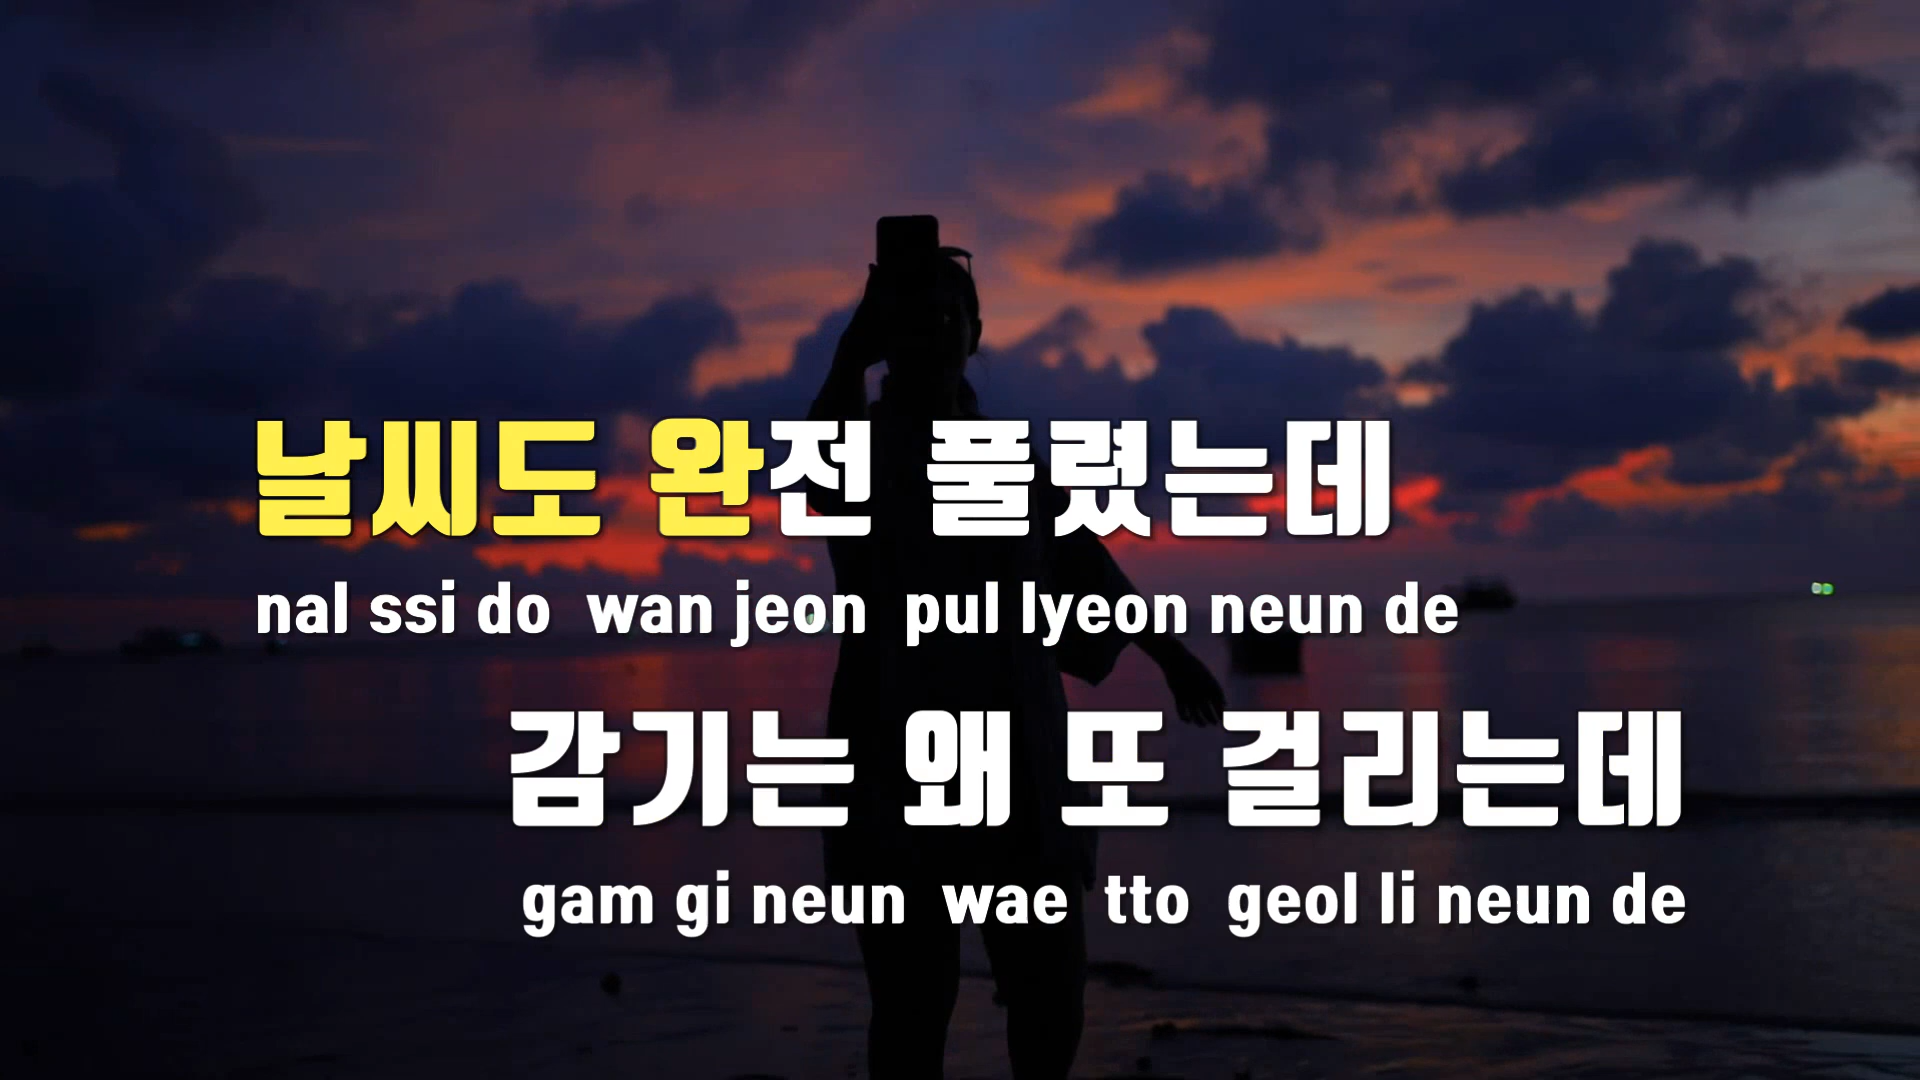 날씨도 완전 풀렸는데
nal ssi do wan jeon pul lyeon neun de
감기는 왜 또 걸리는데
gam gi neun wae tto geol li neun de